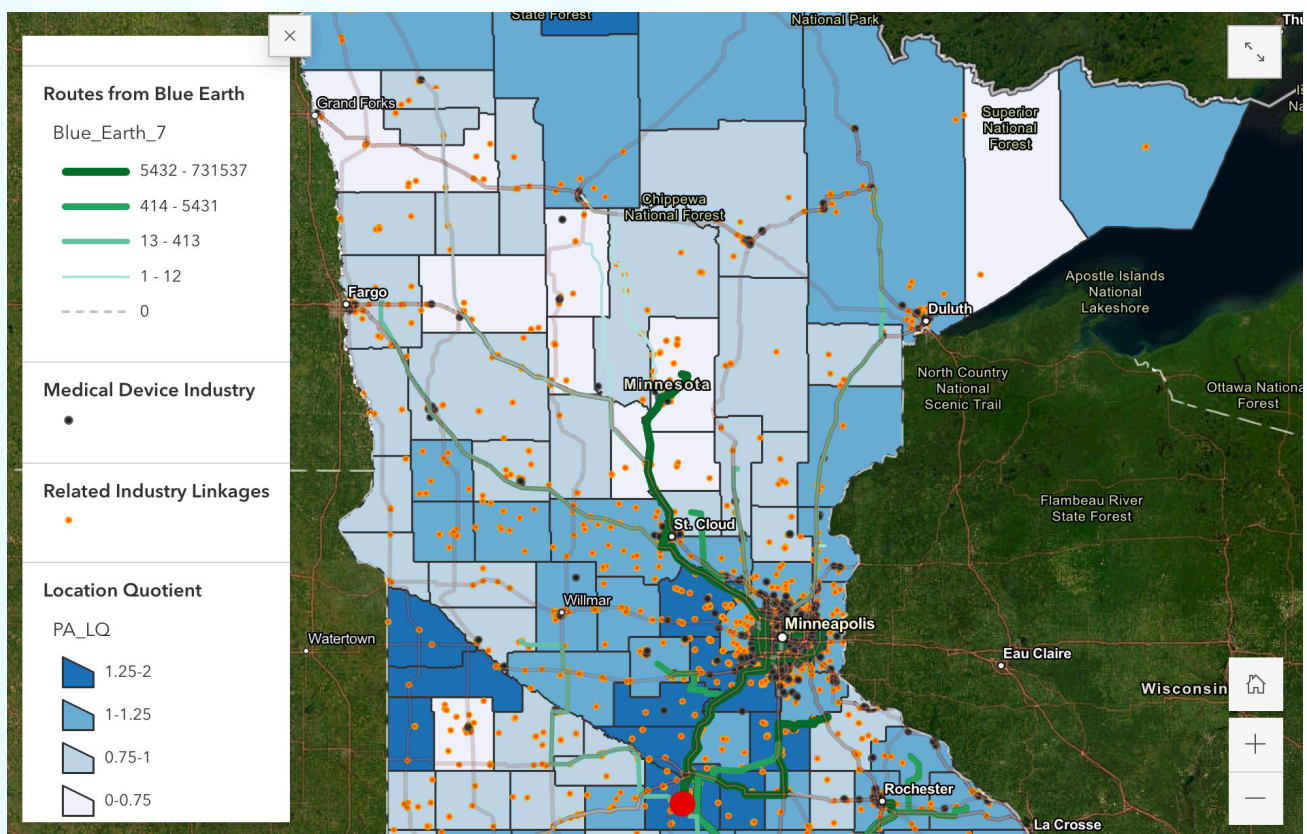 Routes from Blue Earth
Blue_Earth_7
5432 - 731537
414 - 5431
13 - 413
1 - 12
0
Medical Device Industry
Related Industry Linkages
Location Quotient
PA_LQ
1.25-2
1-1.25
0.75-1
0-0.75
State Forest
National Park
Grand Forks
Superior
National
Forest
Chippewa
National Forest
Apostle Islands
National
Lakeshore
Fargo
Duluth
Minnesota
North Country
National
Scenic Trail
Ottawa Nationa
Forest
Flambeau River
State Forest
St. Cloud
Willmar
Minneapolis
Watertown
Eau Claire
Wisconsin
Rochester
La Crosse